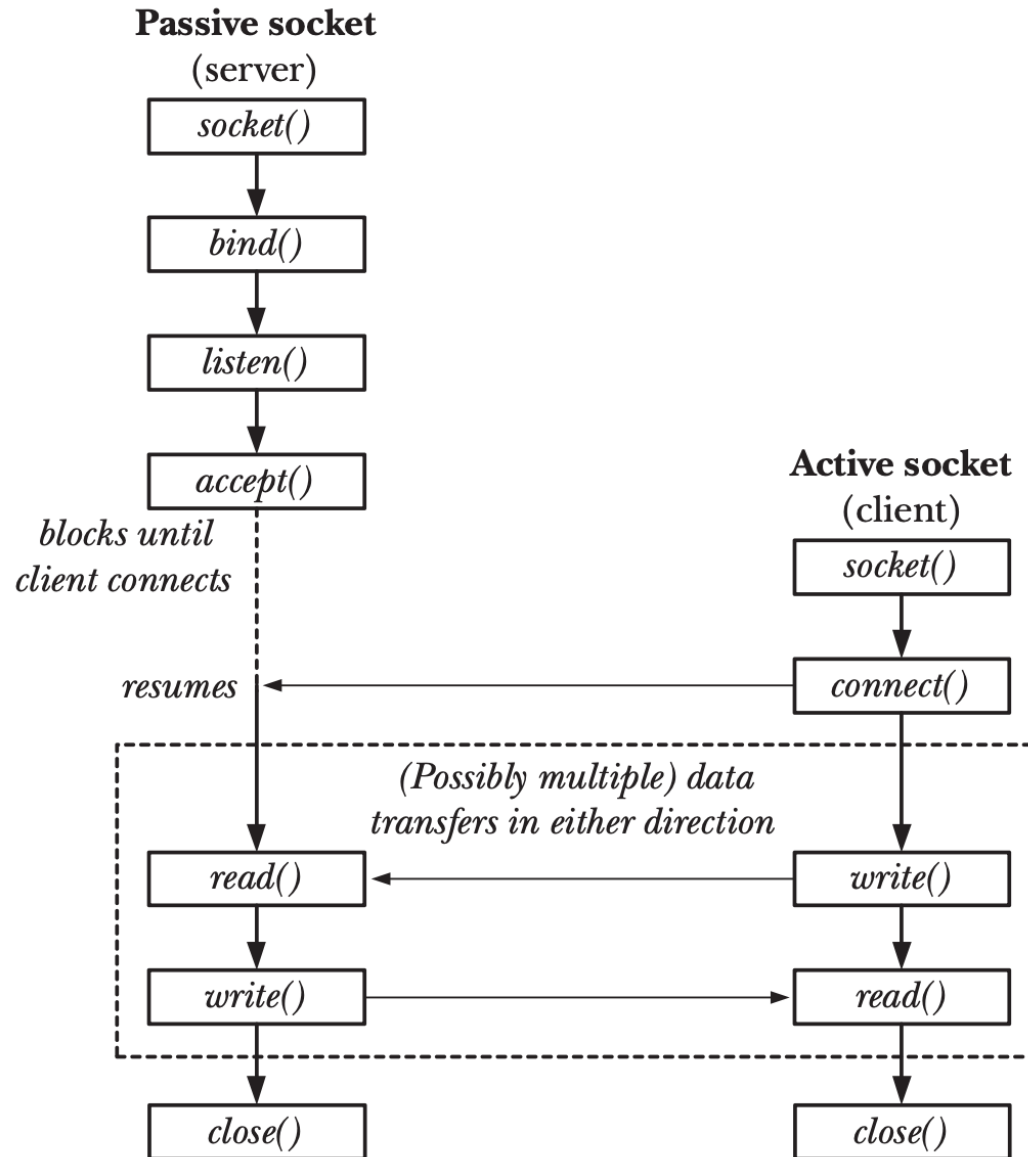 Passive socket
(server)
socket()
bind()
listen()
accept()
blocks until
client connects
Active socket
(client)
socket()
resumes
connect()
(Possibly multiple) data
transfers in either direction
read()
write()
write()
read()
close()
close()